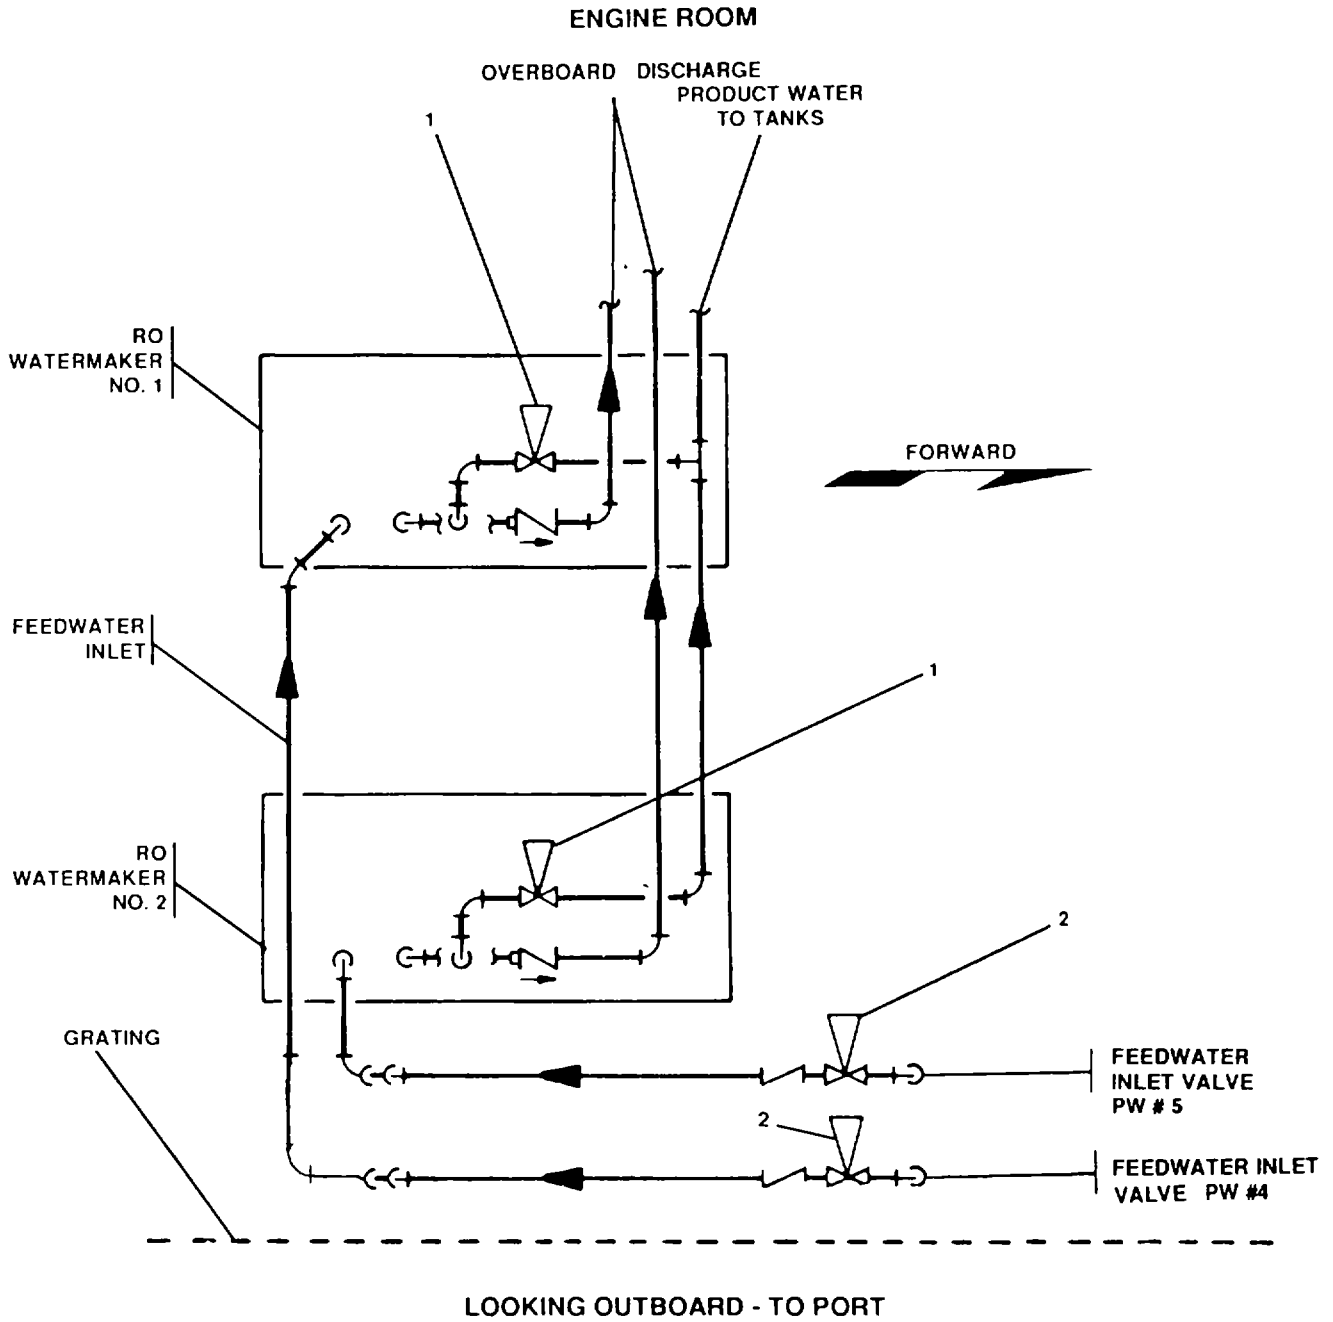 ENGINE ROOM
OVERBOARD DISCHARGE
PRODUCT WATER
TO TANKS
1
RO
WATERMAKER
NO. 1
FORWARD
FEEDWATER
INLET
1
RO
WATERMAKER
NO. 2
2
GRATING
FEEDWATER
INLET VALVE
PW # 5
2
FEEDWATER INLET
VALVE PW #4
LOOKING OUTBOARD - TO PORT